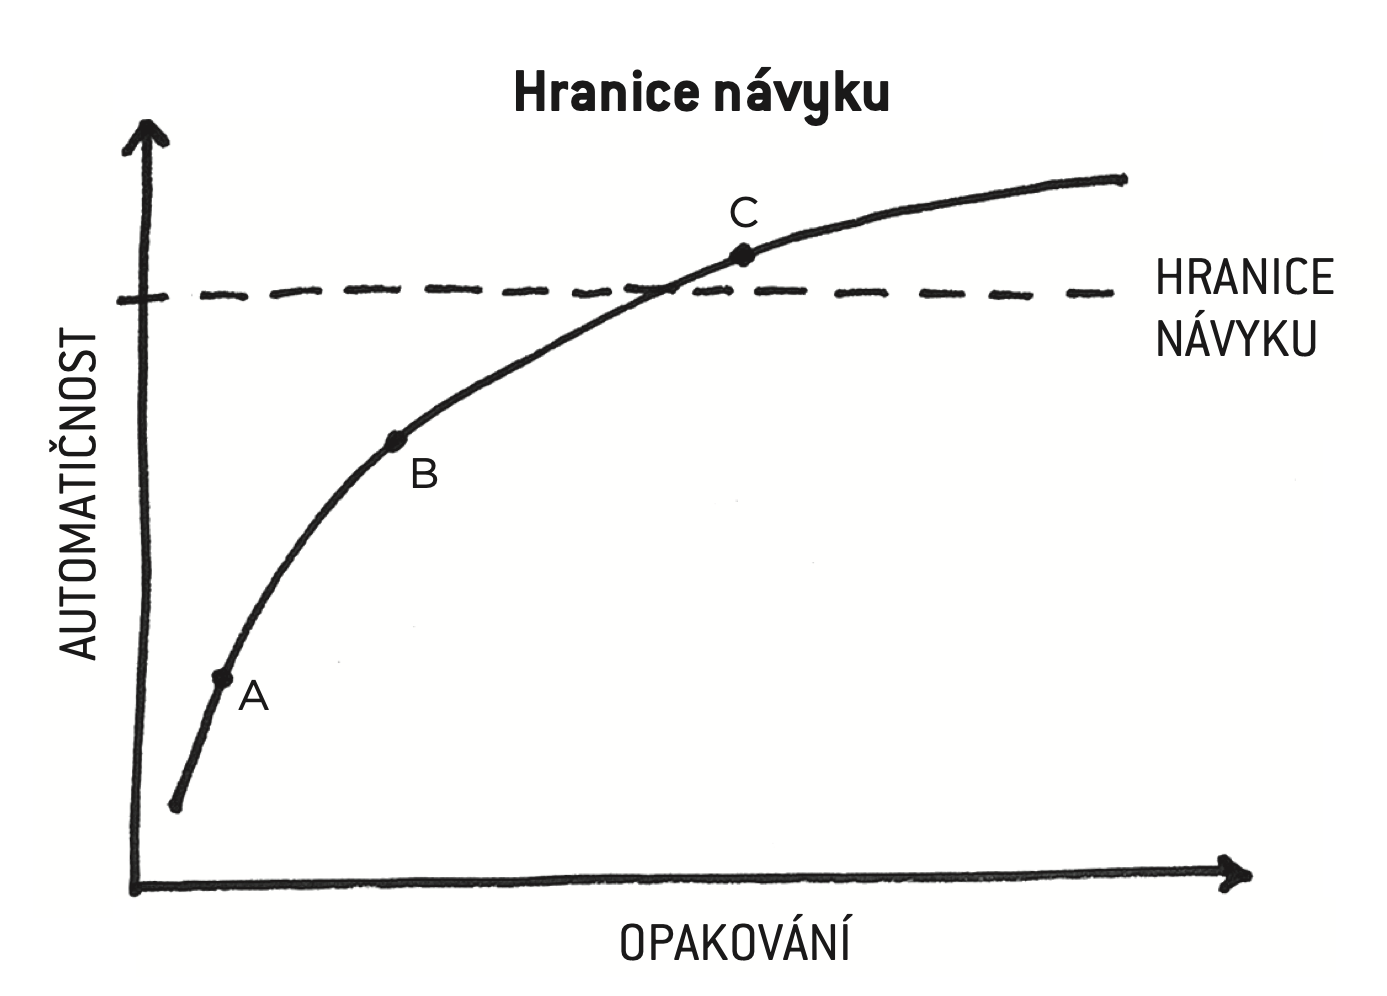 Hranice návyku
C
HRANICE
NÁVYKU
AUTOMATIČNOST
B
A
OPAKOVÁNÍ